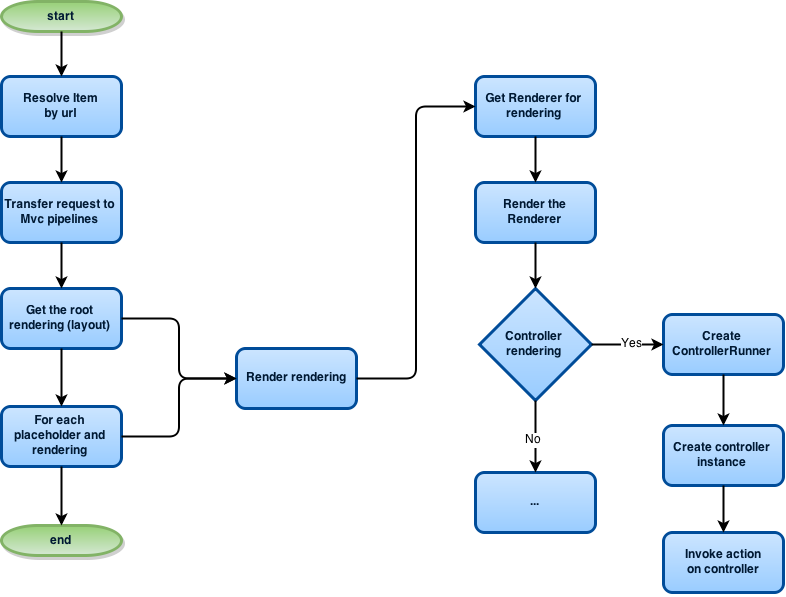 start
Resolve Item
by url
Transfer request to
Mvc pipelines
Get the root
rendering (layout)
For each
placeholder and
rendering
end
Render rendering
Get Renderer for
rendering
Render the
Renderer
Controller
rendering
Yes
No
...
Create
ControllerRunner
Create controller
instance
Invoke action
on controller